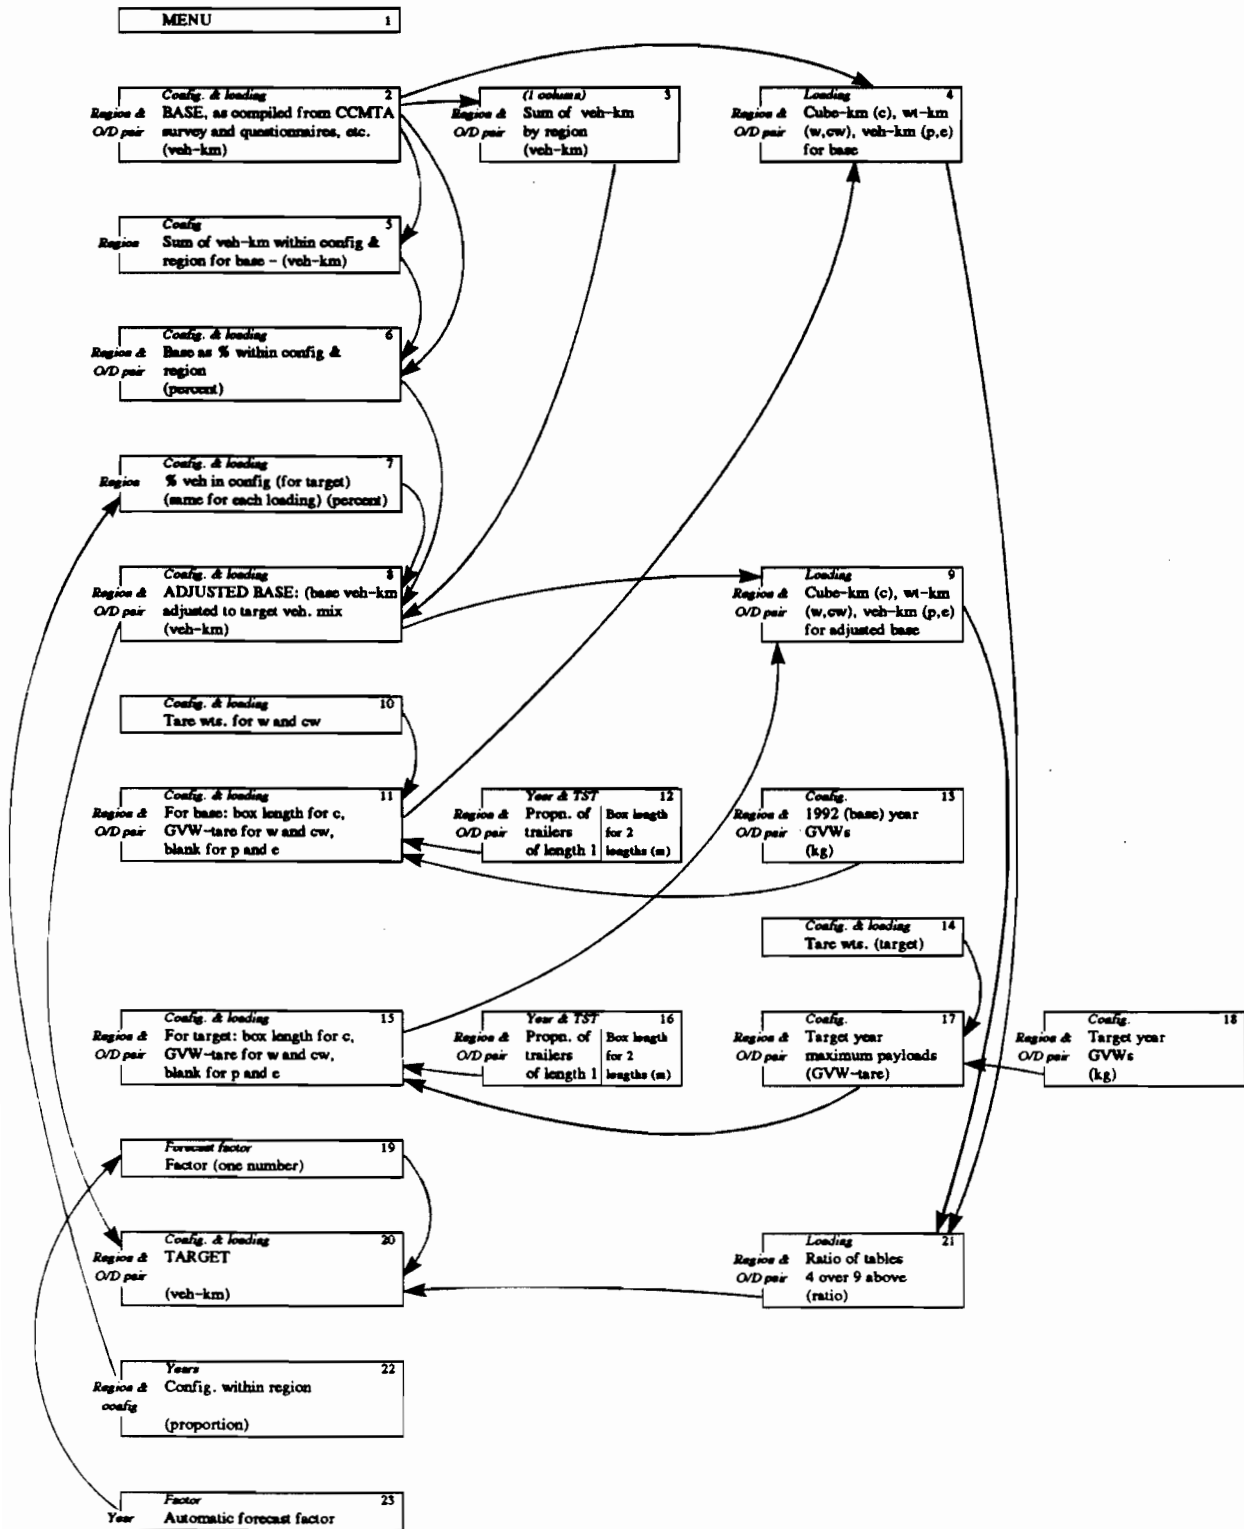 MENU 1
Config. & loading 2
Region & BASE, as compiled from CCMTA
O/D pair survey and questionnaires, etc.
(veh-km)
(1 column) 3
Region & Sum of veh-km
O/D pair by region
(veh-km)
Loading 4
Region & Cube-km (c), wt-km
O/D pair (w,cw), veh-km (p,e)
for base
Config 5
Region Sum of veh-km within config &
region for base - (veh-km)
Config. & loading 6
Region & Base as % within config &
O/D pair region
(percent)
Config. & loading 7
Region % veh in config (for target)
(same for each loading) (percent)
Config. & loading 8
Region & ADJUSTED BASE: (base veh-km
O/D pair adjusted to target veh. mix
(veh-km)
Loading 9
Region & Cube-km (c), wt-km
O/D pair (w,cw), veh-km (p,e)
for adjusted base
Config. & loading 10
Tare wts. for w and cw
Config. & loading 11
Region & For base: box length for c,
O/D pair GVW-tare for w and cw,
blank for p and e
Year & TST 12
Region & Propn. of Box length
O/D pair trailers for 2
of length 1 lengths (m)
Config. 13
Region & 1992 (base) year
O/D pair GVWs
(kg)
Config. & loading 14
Tare wts. (target)
Config. & loading 15
Region & For target: box length for c,
O/D pair GVW-tare for w and cw,
blank for p and e
Year & TST 16
Region & Propn. of Box length
O/D pair trailers for 2
of length 1 lengths (m)
Config. 17
Region & Target year
O/D pair maximum payloads
(GVW-tare)
Config. 18
Region & Target year
O/D pair GVWs
(kg)
Forecast factor 19
Factor (one number)
Config. & loading 20
Region & TARGET
O/D pair
(veh-km)
Loading 21
Region & Ratio of tables
O/D pair 4 over 9 above
(ratio)
Years 22
Region & Config. within region
config
(proportion)
Factor 23
Year Automatic forecast factor